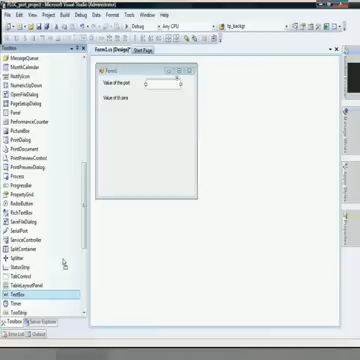 PLDC_port_project - Microsoft Visual Studio (Administrator)
File Edit View Project Build Debug Data Format Tools Test Window Help
Debug Any CPU
Toolbox
Form1.cs [Design]* Start Page
MessageQueue
MonthCalendar
NotifyIcon
NumericUpDown
OpenFileDialog
PageSetupDialog
Panel
PerformanceCounter
PictureBox
PrintDialog
PrintDocument
PrintPreviewControl
PrintPreviewDialog
Process
ProgressBar
PropertyGrid
RadioButton
RichTextBox
SaveFileDialog
SerialPort
ServiceController
SplitContainer
Splitter
StatusStrip
TabControl
TableLayoutPanel
TextBox
Timer
ToolStrip
Form1
Value of the port
Value of th pins
Toolbox Server Explorer
Error List Output